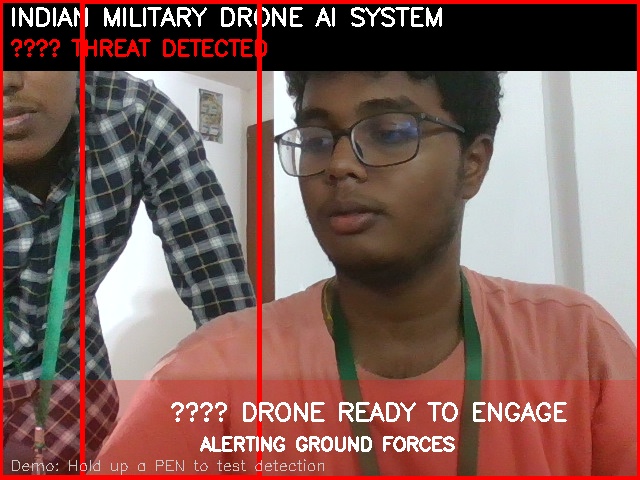 INDIAN MILITARY DRONE AI SYSTEM
???? THREAT DETECTED
???? DRONE READY TO ENGAGE
ALERTING GROUND FORCES
Demo: Hold up a PEN to test detection